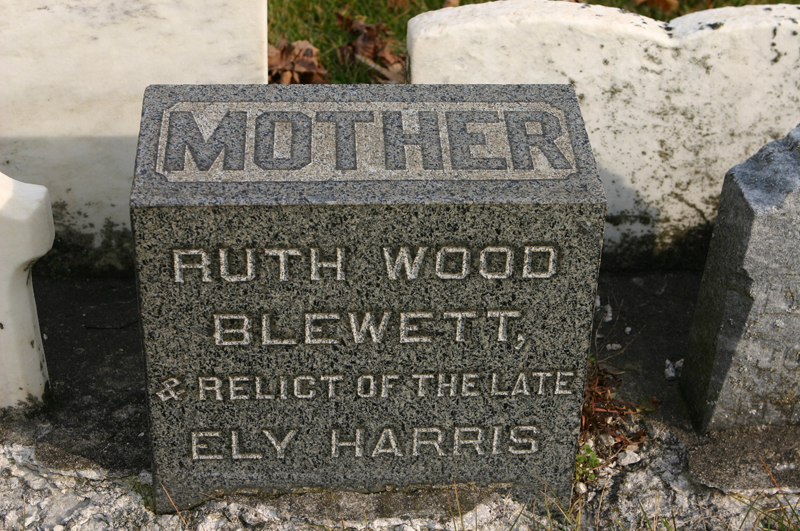 MOTHER
RUTH WOOD
BLEWETT,
& RELICT OF THE LATE
ELY HARRIS